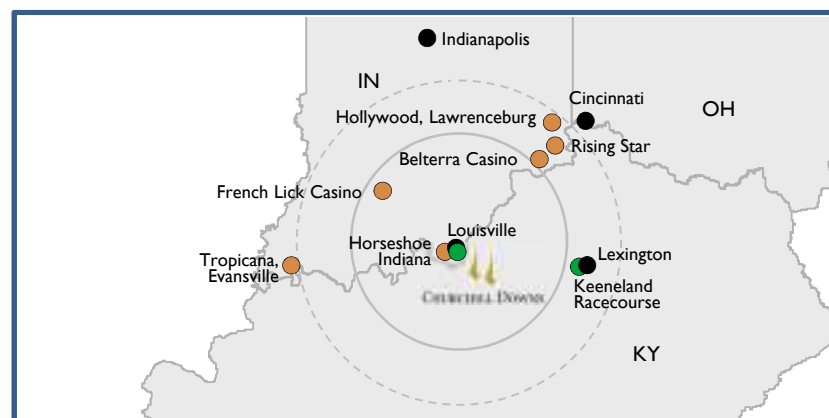 Indianapolis
IN
Cincinnati
OH
Hollywood, Lawrenceburg
Rising Star
Belterra Casino
French Lick Casino
Louisville
Horseshoe
Indiana
Tropicana,
Evansville
Lexington
Keeneland
Racecourse
CHURCHILL DOWNS
KY